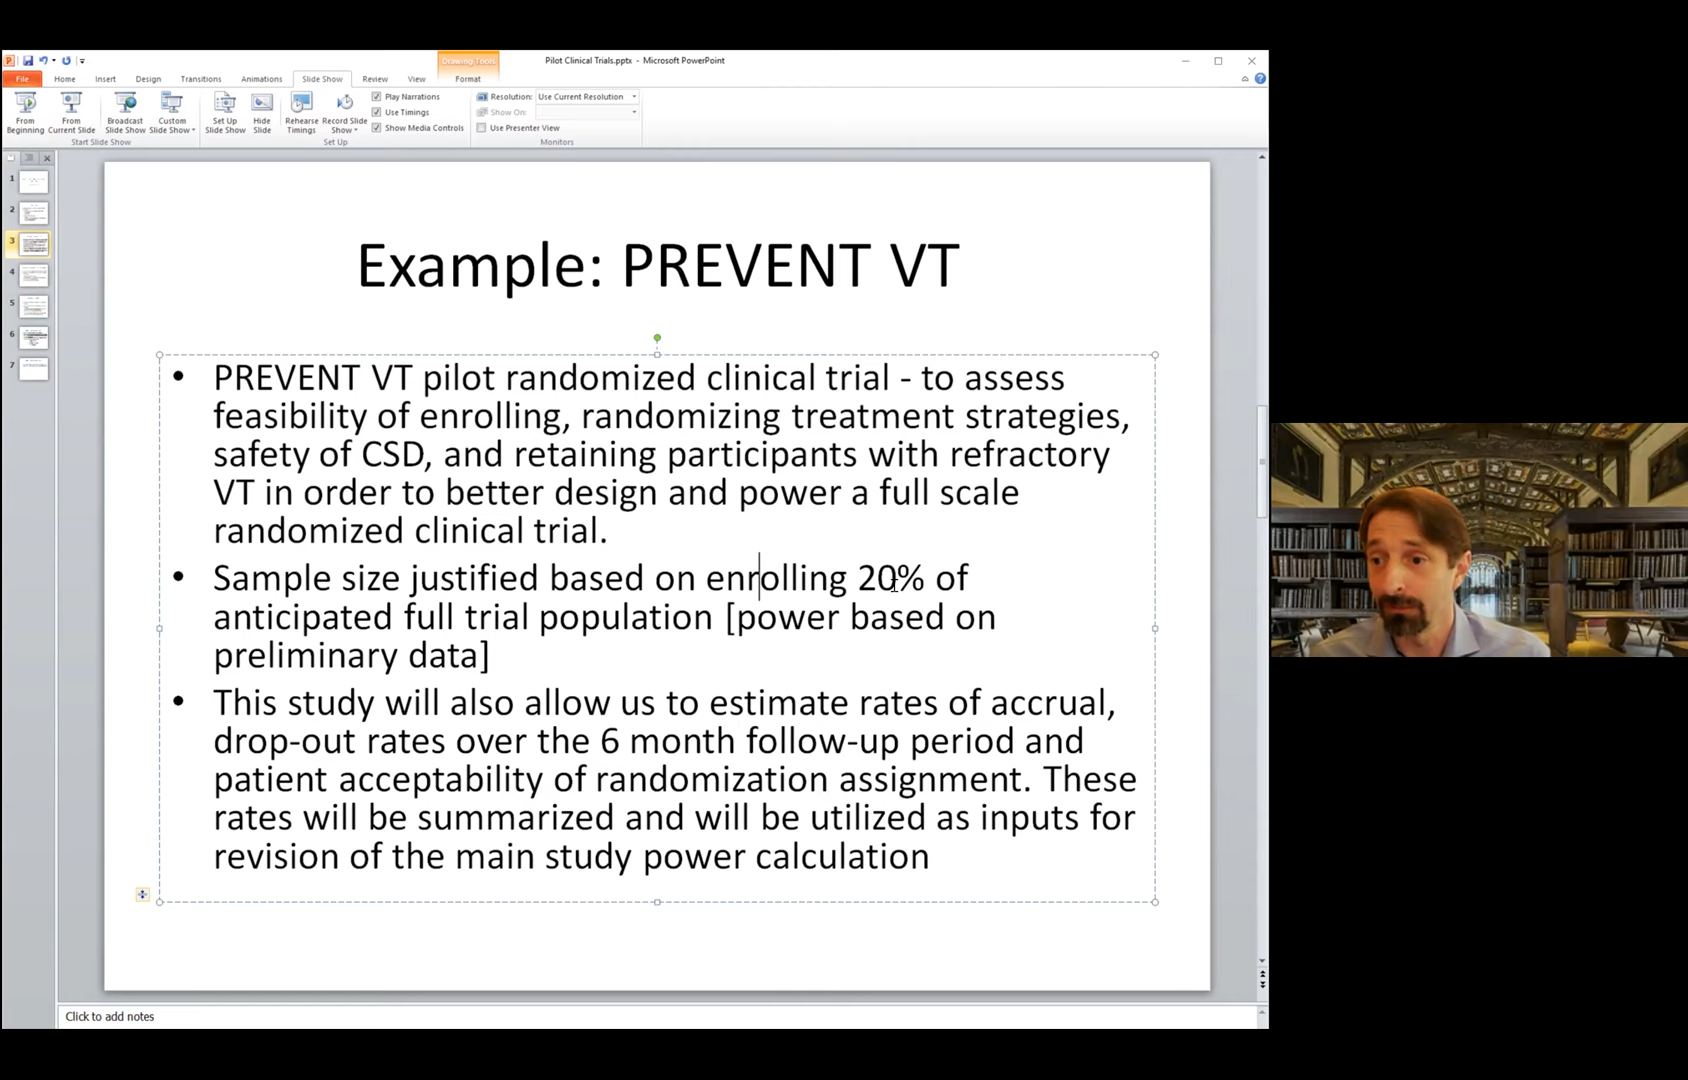 Pilot Clinical Trials.pptx - Microsoft PowerPoint
Drawing Tools
File Home Insert Design Transitions Animations Slide Show Review View Format
From Beginning
From Current Slide
Broadcast Slide Show
Custom Slide Show
Start Slide Show
Set Up Slide Show
Hide Slide
Rehearse Timings
Record Slide Show
Play Narrations
Use Timings
Show Media Controls
Set Up
Resolution: Use Current Resolution
Show On:
Use Presenter View
Monitors
1
2
3
4
5
6
7
Example: PREVENT VT
• PREVENT VT pilot randomized clinical trial - to assess
feasibility of enrolling, randomizing treatment strategies,
safety of CSD, and retaining participants with refractory
VT in order to better design and power a full scale
randomized clinical trial.
• Sample size justified based on enrolling 20% of
anticipated full trial population [power based on
preliminary data]
• This study will also allow us to estimate rates of accrual,
drop-out rates over the 6 month follow-up period and
patient acceptability of randomization assignment. These
rates will be summarized and will be utilized as inputs for
revision of the main study power calculation
Click to add notes